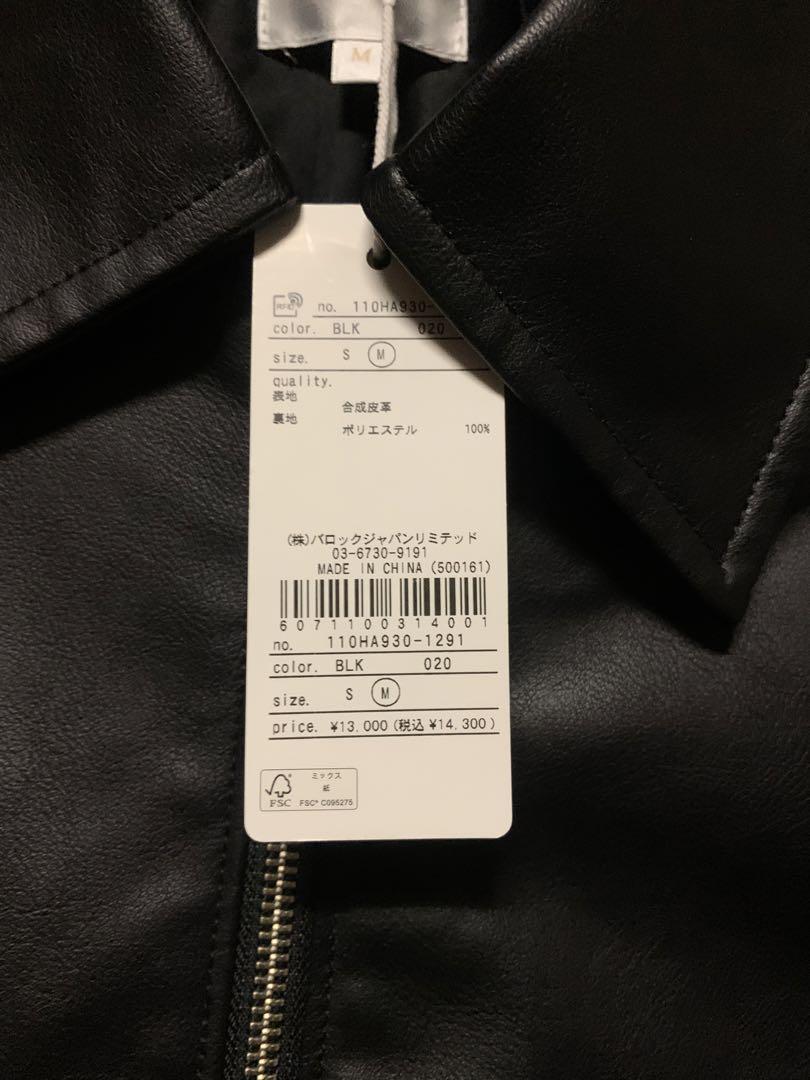 M
RFID
no. 110HA930-
color. BLK 020
size. S M
quality.
表地 合成皮革
裏地 ポリエステル 100%
(株)バロックジャパンリミテッド
03-6730-9191
MADE IN CHINA (500161)
6071100314001
no. 110HA930-1291
color. BLK 020
size. S M
price. ¥13.000 (税込 ¥14.300)
ミックス
紙
FSC
FSC® C095275